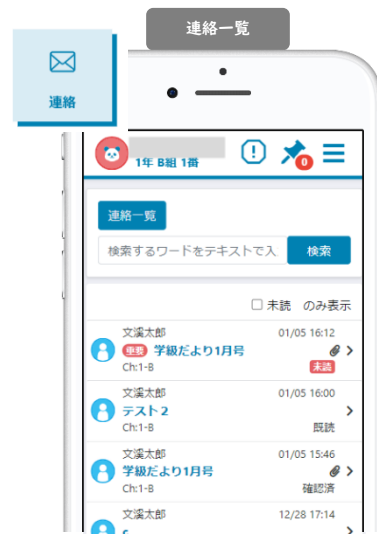 連絡一覧
連絡
1年 B組 1番
0
連絡一覧
検索するワードをテキストで入
検索
未読 のみ表示
文溪太郎 01/05 16:12
重要 学級だより1月号
Ch:1-B 未読
文溪太郎 01/05 16:00
テスト2
Ch:1-B 既読
文溪太郎 01/05 15:46
学級だより1月号
Ch:1-B 確認済
文溪太郎 12/28 17:14